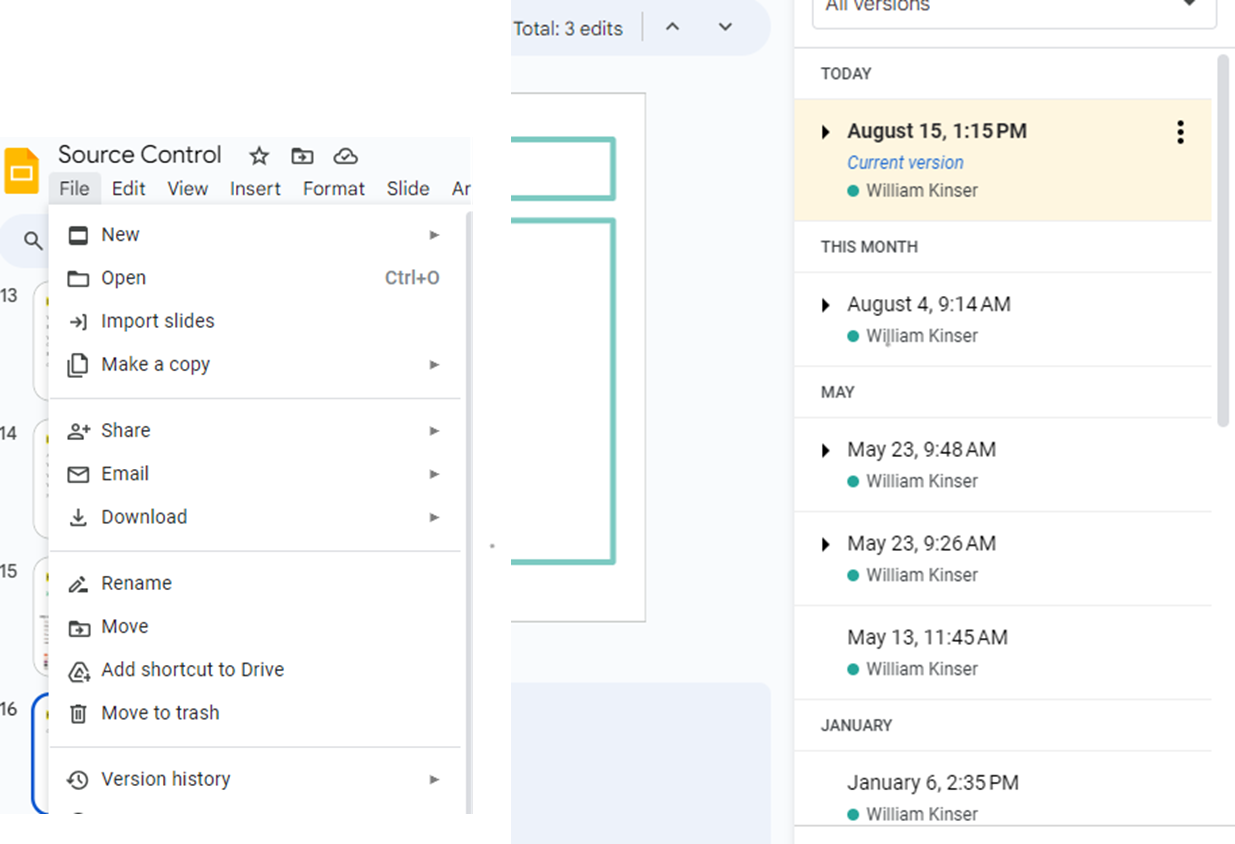 Source Control
File Edit View Insert Format Slide Ar
New
Open Ctrl+O
Import slides
Make a copy
Share
Email
Download
Rename
Move
Add shortcut to Drive
Move to trash
Version history
13
14
15
16
Total: 3 edits
All versions
TODAY
August 15, 1:15 PM
Current version
William Kinser
THIS MONTH
August 4, 9:14 AM
William Kinser
MAY
May 23, 9:48 AM
William Kinser
May 23, 9:26 AM
William Kinser
May 13, 11:45 AM
William Kinser
JANUARY
January 6, 2:35 PM
William Kinser